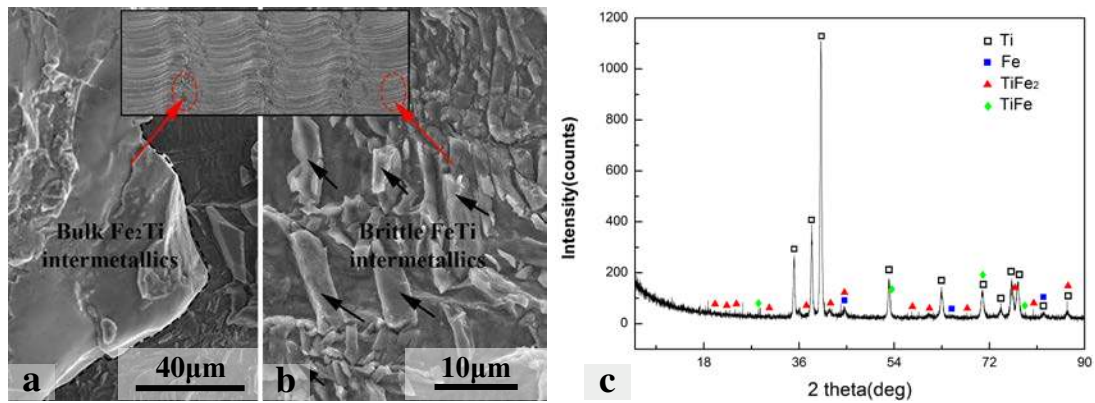 Bulk Fe₂Ti
intermetallics
a
40μm
Brittle FeTi
intermetallics
b
10μm
c
Intensity(counts)
1200
1000
800
600
400
200
0
18
36
54
72
90
2 theta(deg)
Ti
Fe
TiFe₂
TiFe